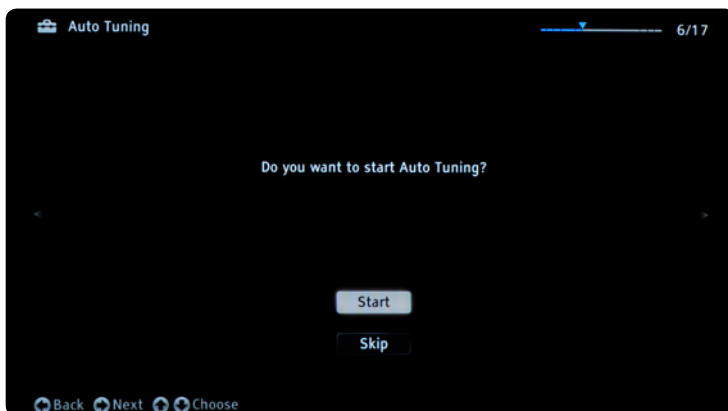 Auto Tuning
6/17
Do you want to start Auto Tuning?
Start
Skip
Back Next Choose